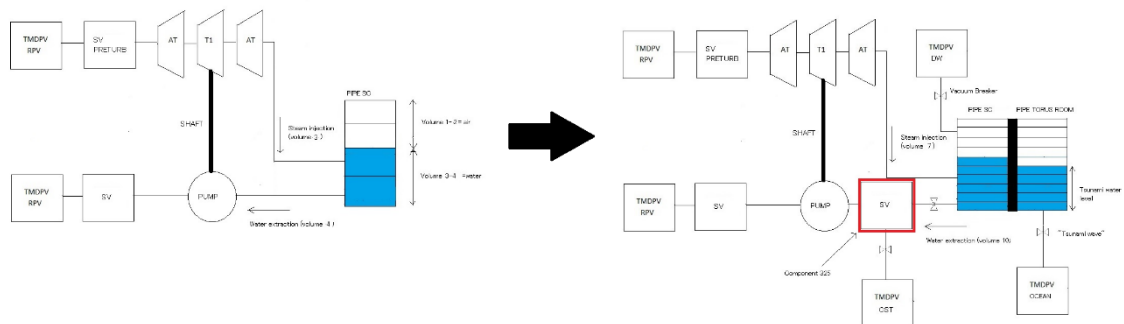 TMDPV
RPV
SV
PRETURB
AT
T1
AT
SHAFT
Steam injection
(volume 3)
PIPE SC
Volume 1-2= air
Volume 3-4 =water
TMDPV
RPV
SV
PUMP
Water extraction (volume 4)
TMDPV
RPV
SV
PRETURB
AT
T1
AT
TMDPV
DW
Vacuum Breaker
PIPE SC
PIPE TORUS ROOM
SHAFT
Steam injection
(volume 7)
Tsunami water
level
TMDPV
RPV
SV
PUMP
SV
Water extraction (volume 10)
"Tsunami wave"
Component 325
TMDPV
CST
TMDPV
OCEAN